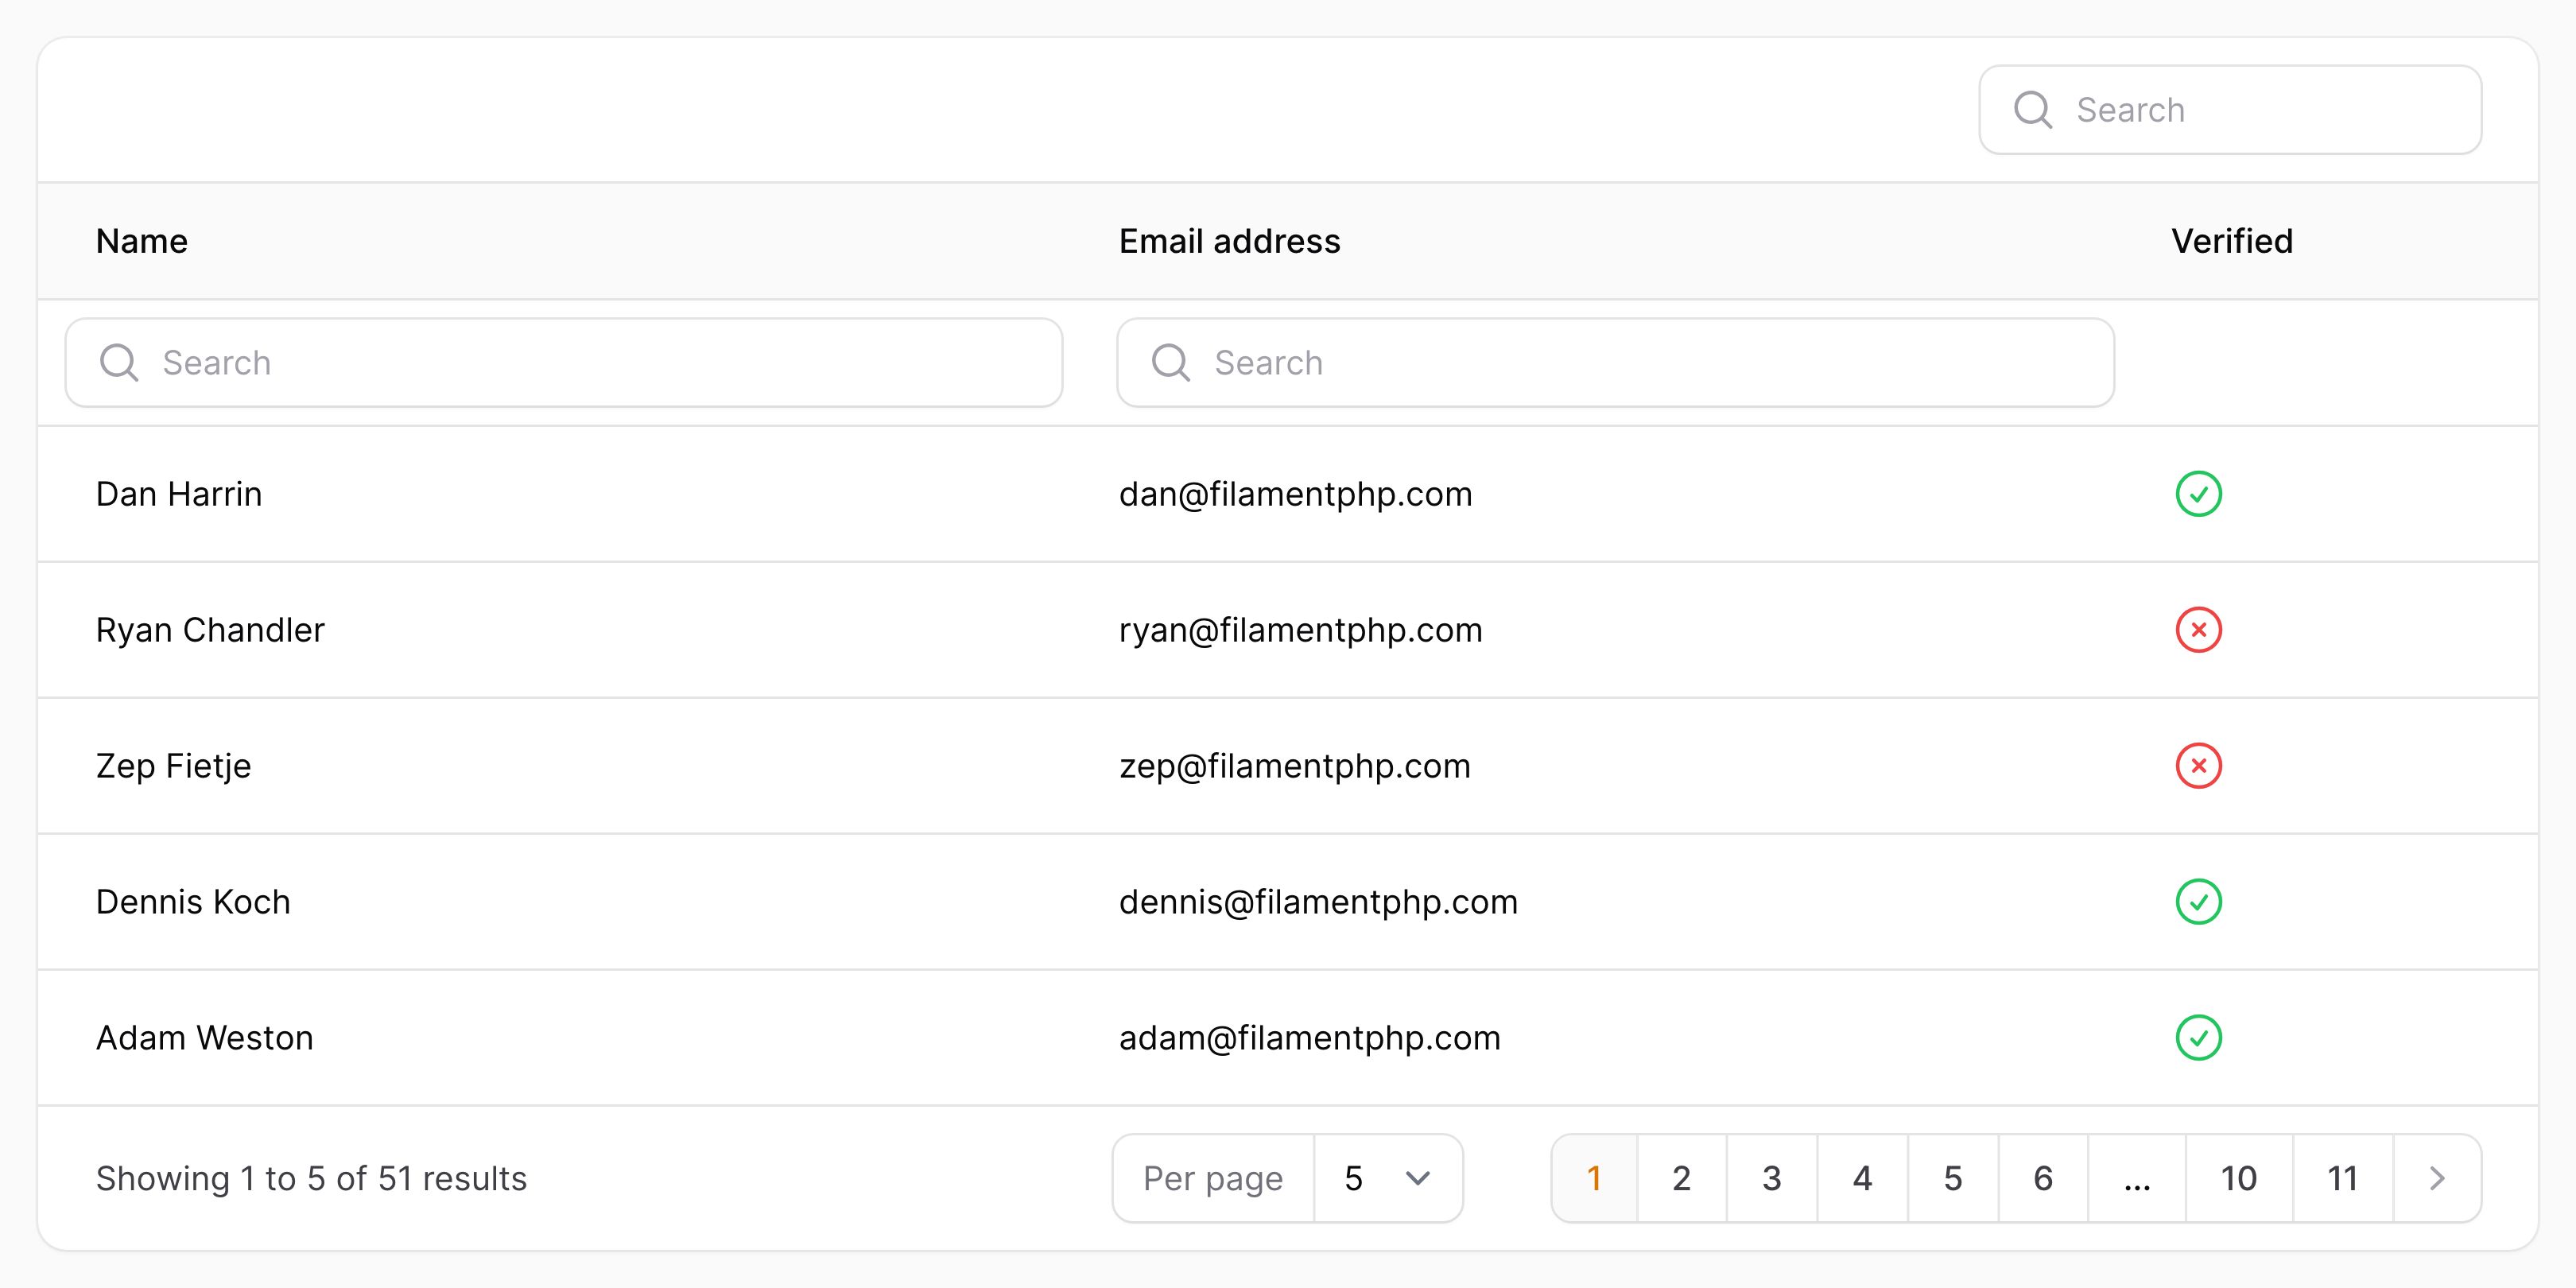 Search
Name Email address Verified
Search Search
Dan Harrin dan@filamentphp.com
Ryan Chandler ryan@filamentphp.com
Zep Fietje zep@filamentphp.com
Dennis Koch dennis@filamentphp.com
Adam Weston adam@filamentphp.com
Showing 1 to 5 of 51 results Per page 5 1 2 3 4 5 6 ... 10 11